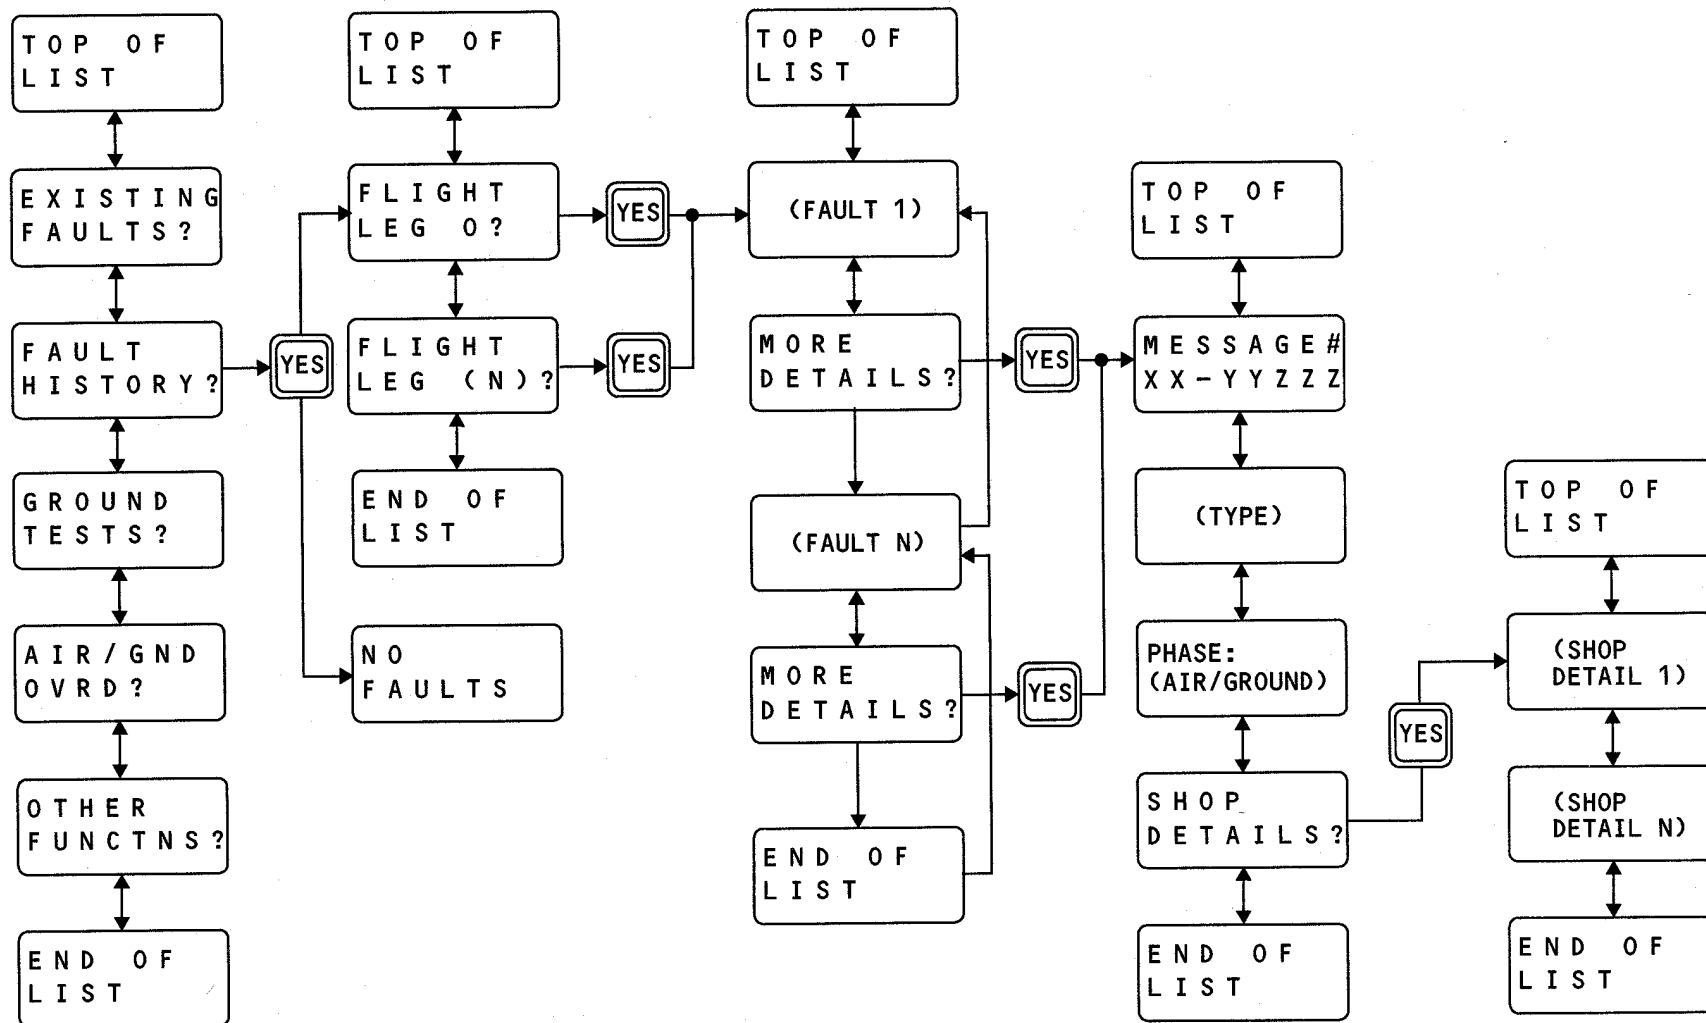 TOP OF
LIST
EXISTING
FAULTS?
FAULT
HISTORY?
GROUND
TESTS?
AIR/GND
OVRD?
OTHER
FUNCTNS?
END OF
LIST
YES
TOP OF
LIST
FLIGHT
LEG 0?
YES
FLIGHT
LEG (N)?
YES
END OF
LIST
NO
FAULTS
TOP OF
LIST
(FAULT 1)
MORE
DETAILS?
YES
(FAULT N)
MORE
DETAILS?
YES
END OF
LIST
TOP OF
LIST
MESSAGE#
XX-YYZZZ
(TYPE)
PHASE:
(AIR/GROUND)
SHOP
DETAILS?
YES
END OF
LIST
TOP OF
LIST
(SHOP
DETAIL 1)
(SHOP
DETAIL N)
END OF
LIST